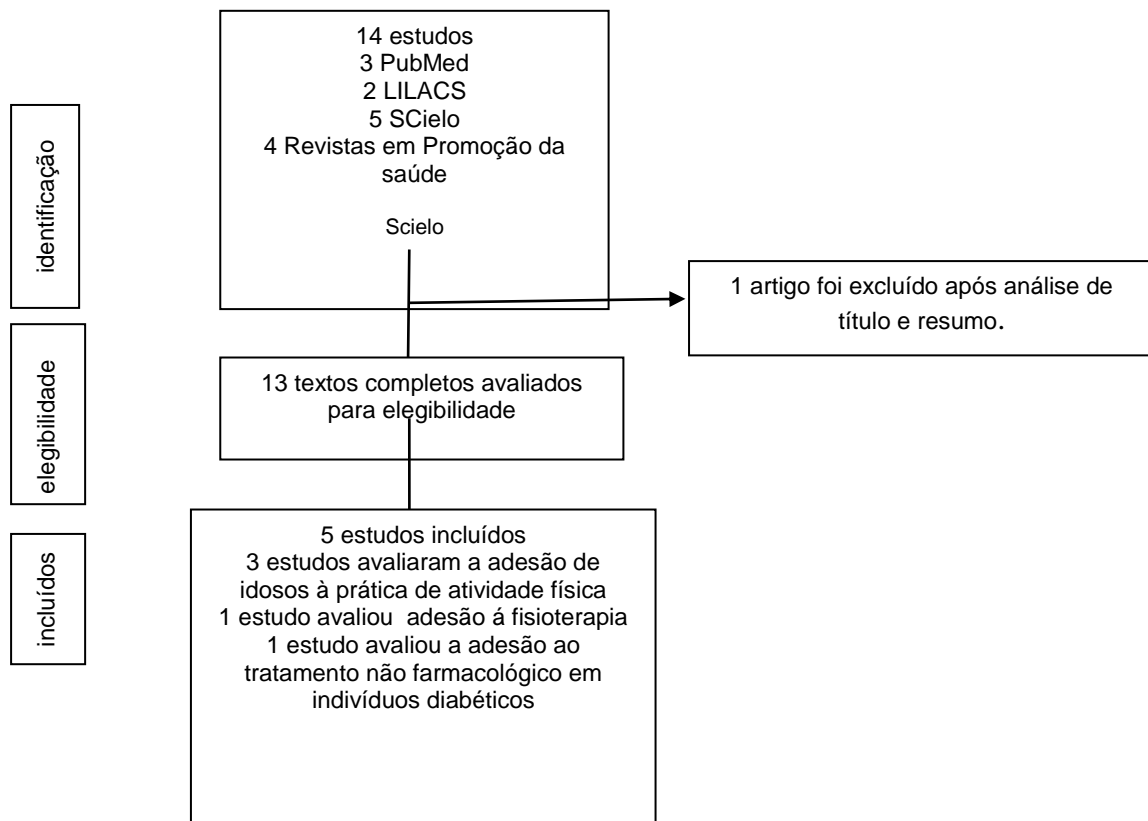 14 estudos
3 PubMed
2 LILACS
5 SCielo
4 Revistas em Promoção da
saúde
Scielo
identificação
1 artigo foi excluído após análise de
título e resumo.
13 textos completos avaliados
para elegibilidade
elegibilidade
5 estudos incluídos
3 estudos avaliaram a adesão de
idosos à prática de atividade física
1 estudo avaliou  adesão á fisioterapia
1 estudo avaliou a adesão ao
tratamento não farmacológico em
indivíduos diabéticos
incluídos